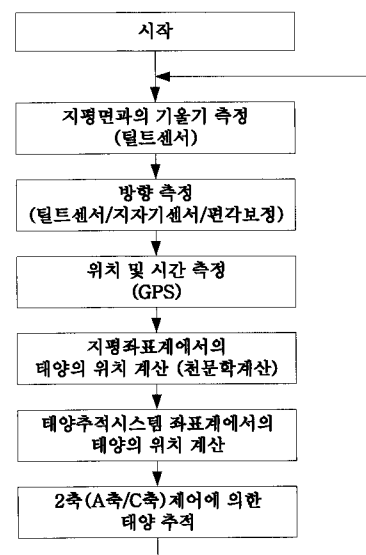 시작
지평면과의 기울기 측정
(틸트센서)
방향 측정
(틸트센서/지자기센서/편각보정)
위치 및 시간 측정
(GPS)
지평좌표계에서의
태양의 위치 계산 (천문학계산)
태양추적시스템 좌표계에서의
태양의 위치 계산
2축(A축/C축)제어에 의한
태양 추적